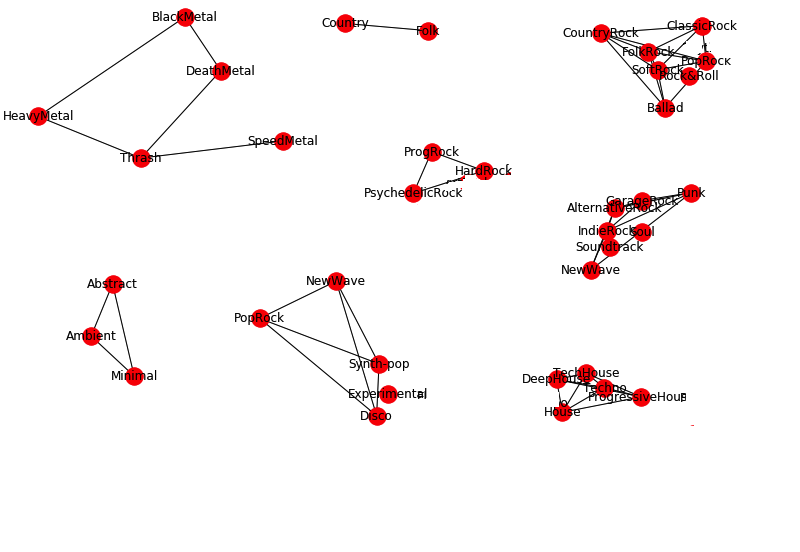 BlackMetal
Country
Folk
ClassicRock
CountryRock
FolkRock
PopRock
SoftRock
Rock&Roll
Ballad
DeathMetal
HeavyMetal
Thrash
SpeedMetal
ProgRock
HardRock
PsychedelicRock
GarageRock
Punk
AlternativeRock
IndieRock
Soul
Soundtrack
NewWave
Abstract
Ambient
Minimal
NewWave
PopRock
Synth-pop
Experimental
Disco
TechHouse
DeepHouse
Techno
ProgressiveHous
House